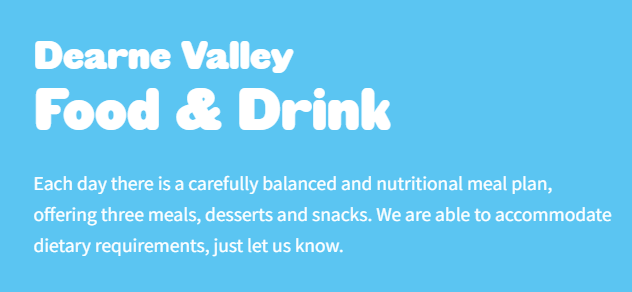 Dearne Valley
Food & Drink
Each day there is a carefully balanced and nutritional meal plan,
offering three meals, desserts and snacks. We are able to accommodate
dietary requirements, just let us know.